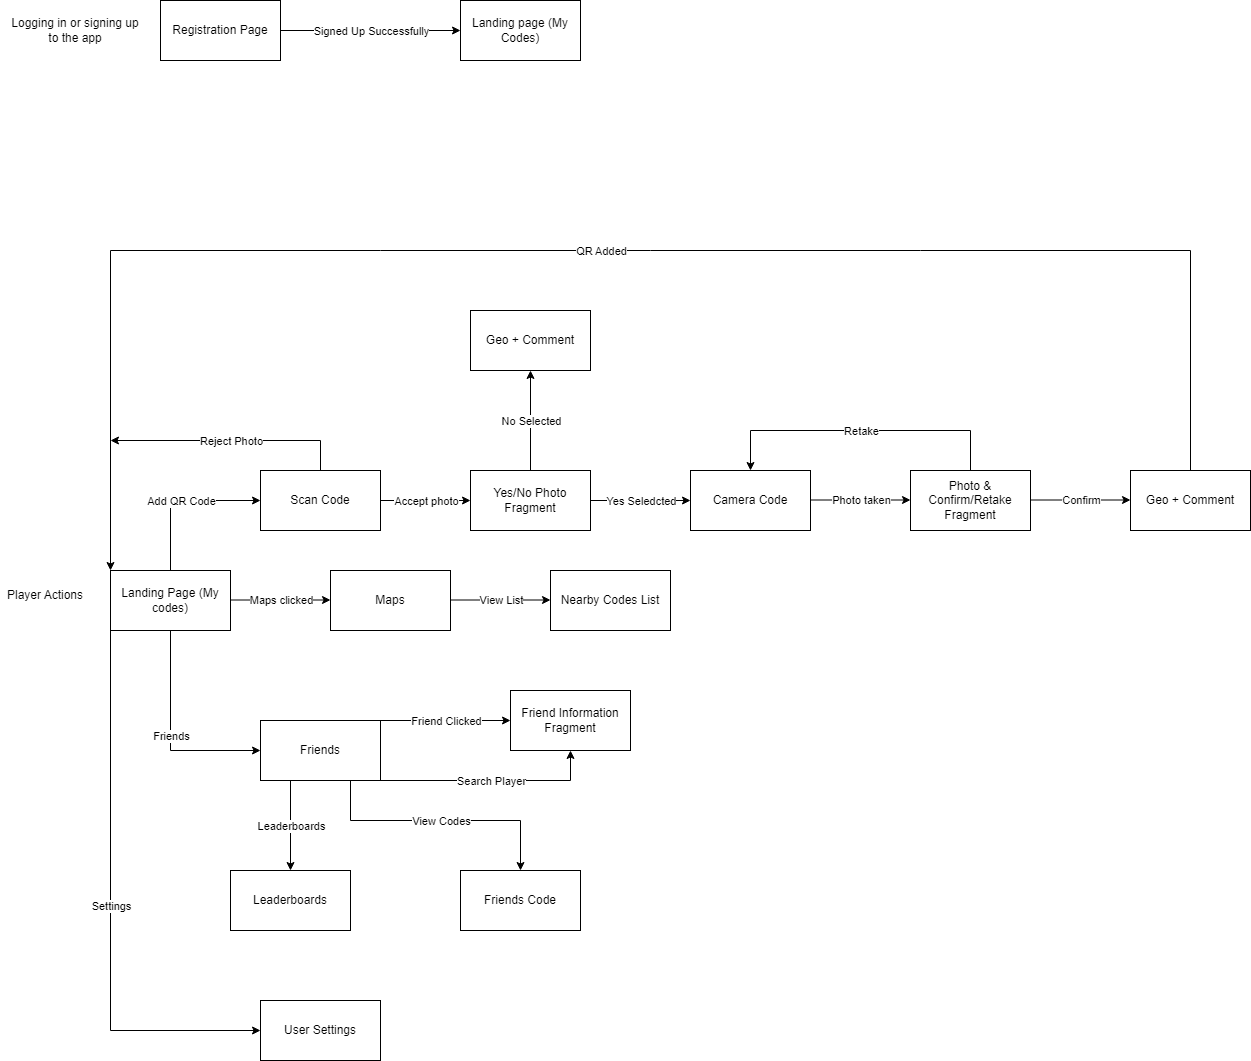 Logging in or signing up
to the app
Registration Page
Signed Up Successfully
Landing page (My
Codes)
QR Added
Geo + Comment
No Selected
Reject Photo
Retake
Add QR Code
Scan Code
Accept photo
Yes/No Photo
Fragment
Yes Seledcted
Camera Code
Photo taken
Photo &
Confirm/Retake
Fragment
Confirm
Geo + Comment
Player Actions
Landing Page (My
codes)
Maps clicked
Maps
View List
Nearby Codes List
Friends
Friends
Friend Clicked
Friend Information
Fragment
Search Player
Leaderboards
View Codes
Leaderboards
Friends Code
Settings
User Settings